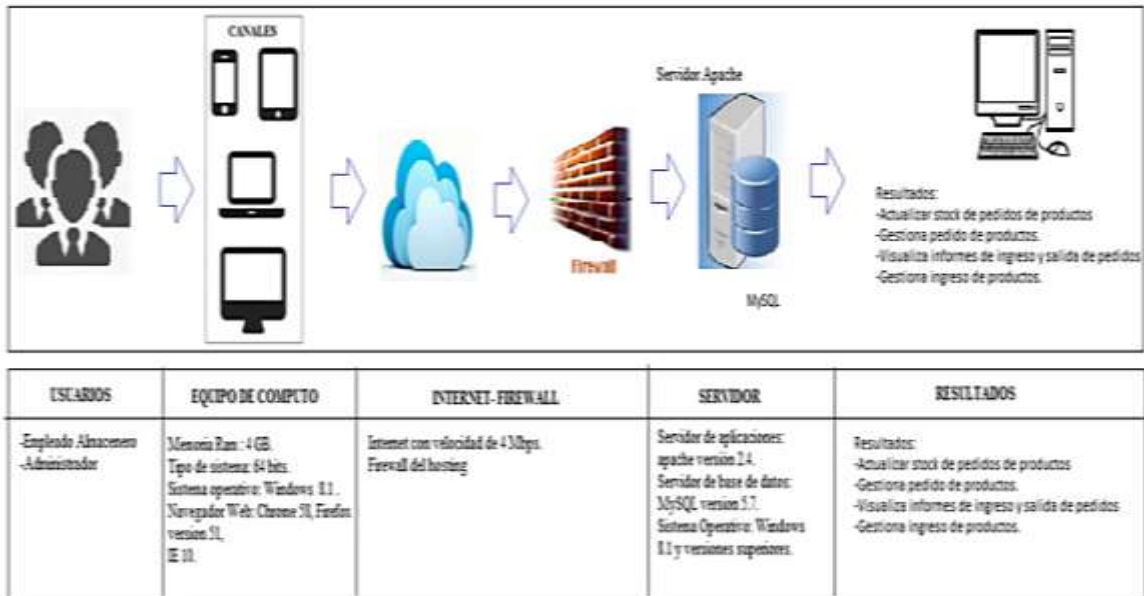 CANALES
Servidor Apache
Firewall
MySQL
Resultados:
-Actualizar stock de pedidos de productos
-Gestiona pedido de productos.
-Visualiza informes de ingreso y salida de pedidos
-Gestiona ingreso de productos.
USUARIOS
-Empleado Almacenero
-Administrador
EQUIPO DE COMPUTO
Memoria Ram : 4 GB.
Tipo de sistema: 64 bits.
Sistema operativo: Windows 8.1 .
Navegador Web: Chrome 58, Firefox
version 51,
IE 10.
INTERNET- FIREWALL
Internet con velocidad de 4 Mbps.
Firewall del hosting
SERVIDOR
Servidor de aplicaciones:
apache versión 2.4.
Servidor de base de datos:
MySQL version 5.7.
Sistema Operativo: Windows
8.1 y versiones superiores.
RESULTADOS
Resultados:
-Actualizar stock de pedidos de productos
-Gestiona pedido de productos.
-Visualiza informes de ingreso y salida de pedidos
-Gestiona ingreso de productos.